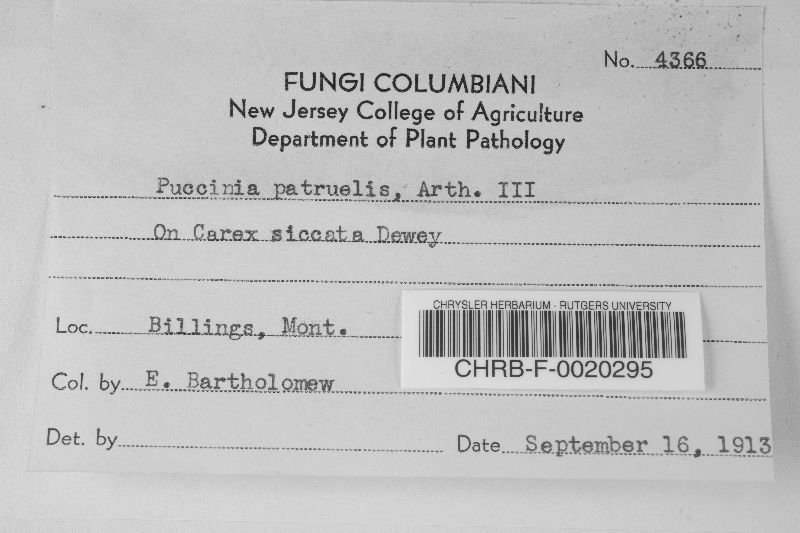 No. 4366
FUNGI COLUMBIANI
New Jersey College of Agriculture
Department of Plant Pathology
Puccinia patruelis, Arth. III
On Carex siccata Dewey
CHRYSLER HERBARIUM - RUTGERS UNIVERSITY
Loc. Billings, Mont.
CHRB-F-0020295
Col. by E. Bartholomew
Det. by
Date September 16, 1913